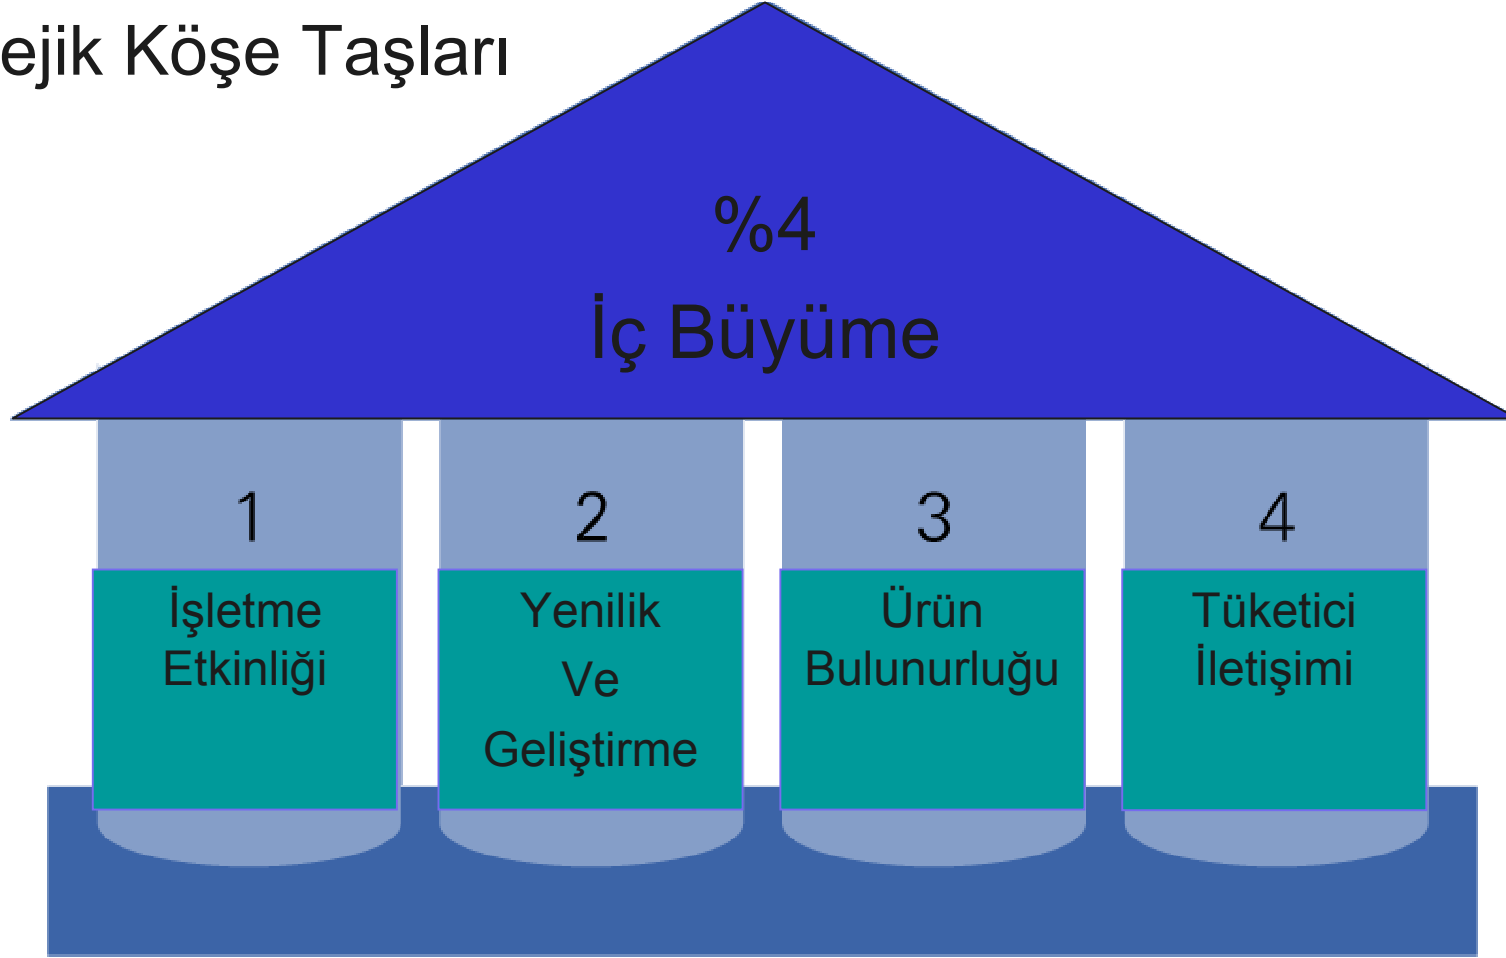 ejik Köşe Taşları
%4
İç Büyüme
1
İşletme
Etkinliği
2
Yenilik
Ve
Geliştirme
3
Ürün
Bulunurluğu
4
Tüketici
İletişimi